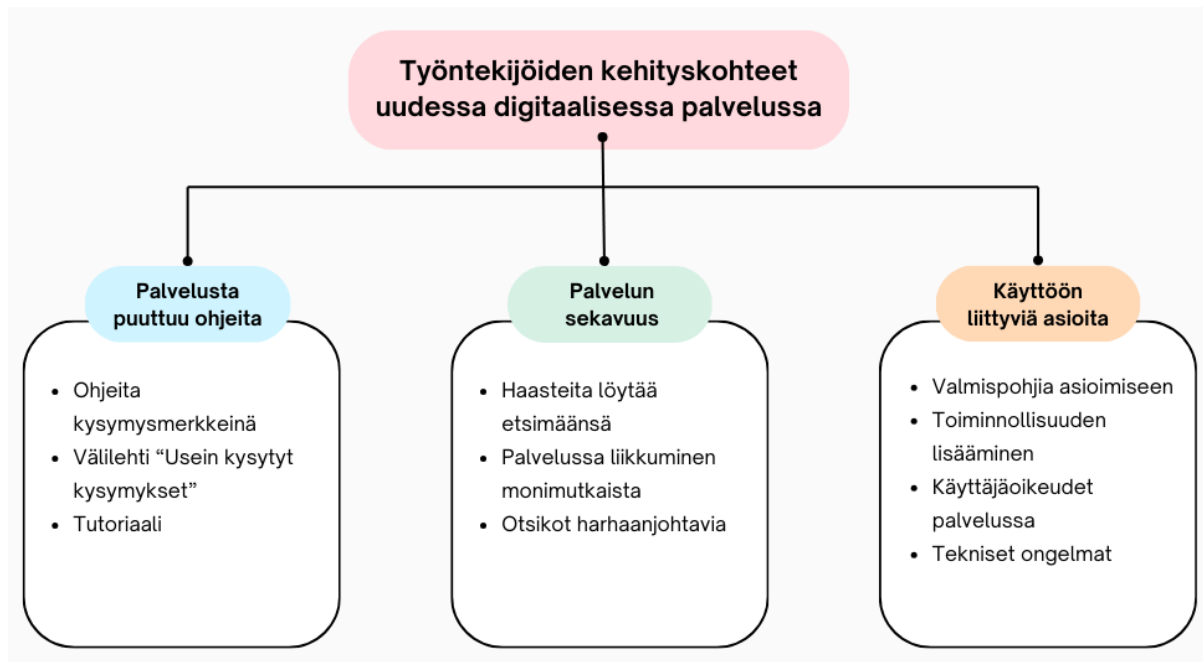 Työntekijöiden kehityskohteet
uudessa digitaalisessa palvelussa
Palvelusta
puuttuu ohjeita
• Ohjeita
kysymysmerkkeinä
• Välilehti “Usein kysytyt
kysymykset”
• Tutoriaali
Palvelun
sekavuus
• Haasteita löytää
etsimäänsä
• Palvelussa liikkuminen
monimutkaista
• Otsikot harhaanjohtavia
Käyttöön
liittyviä asioita
• Valmispohjia asioimiseen
• Toiminnollisuuden
lisääminen
• Käyttäjäoikeudet
palvelussa
• Tekniset ongelmat